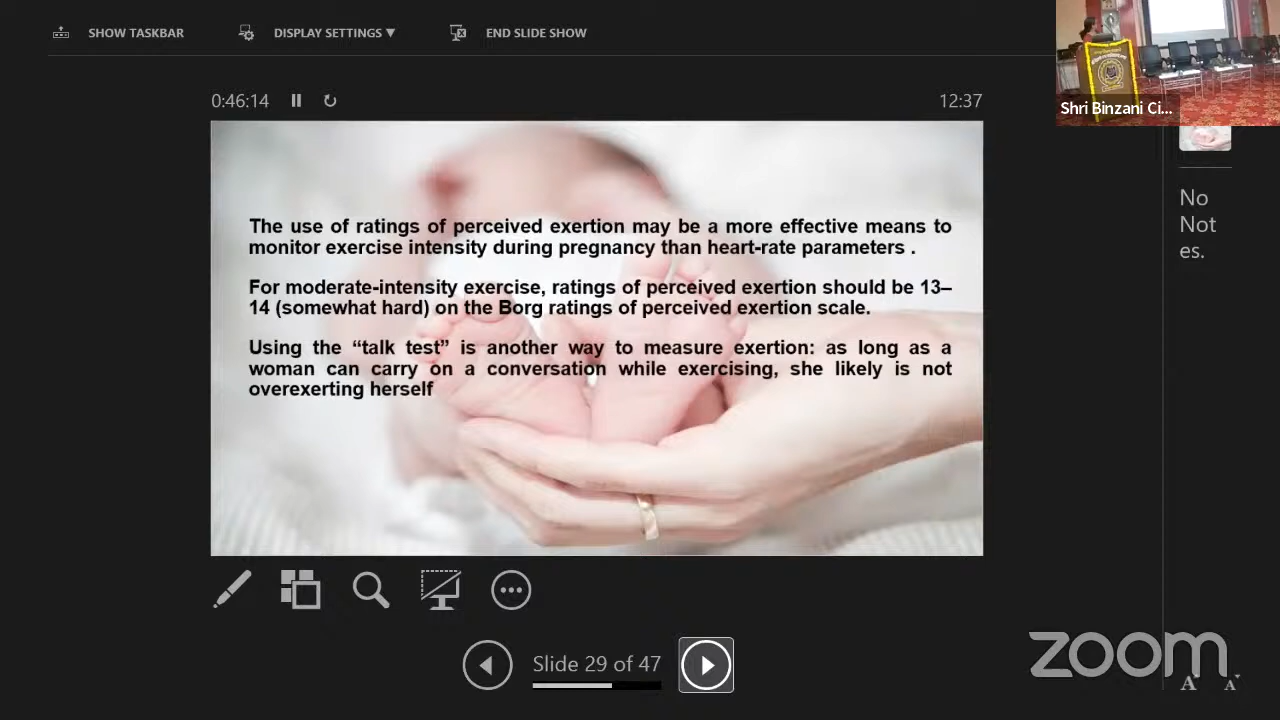 SHOW TASKBAR
DISPLAY SETTINGS ▼
END SLIDE SHOW
0:46:14
12:37
Shri Binzani Ci...
The use of ratings of perceived exertion may be a more effective means to
monitor exercise intensity during pregnancy than heart-rate parameters .
For moderate-intensity exercise, ratings of perceived exertion should be 13–
14 (somewhat hard) on the Borg ratings of perceived exertion scale.
Using the “talk test” is another way to measure exertion: as long as a
woman can carry on a conversation while exercising, she likely is not
overexerting herself
No
Not
es.
Slide 29 of 47
zoom
A A